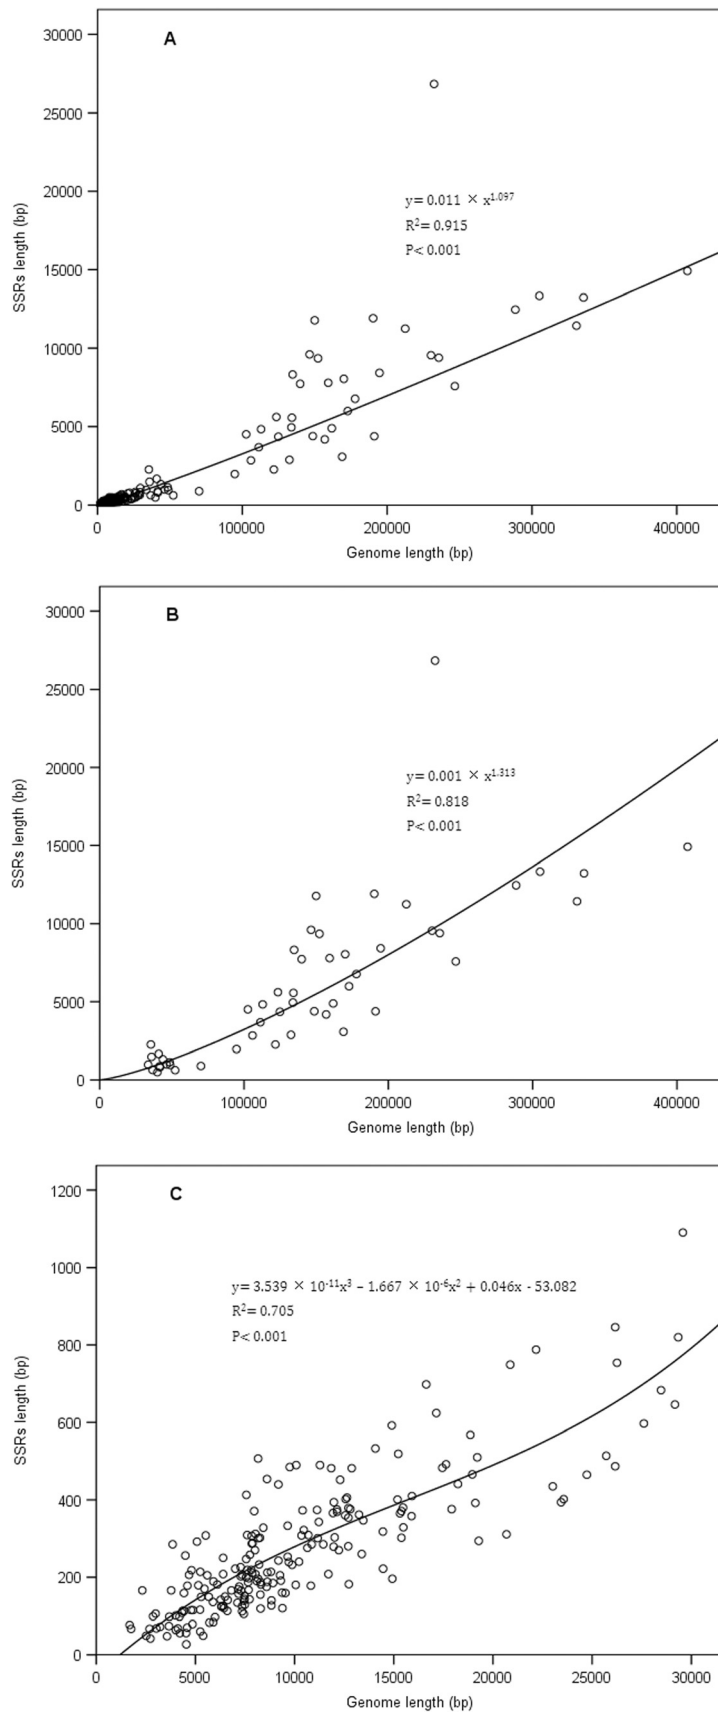 A
30000
25000
20000
15000
10000
5000
0
SSRs length (bp)
y= 0.011 × x^1.097
R²= 0.915
P< 0.001
0 100000 200000 300000 400000
Genome length (bp)
B
30000
25000
20000
15000
10000
5000
0
SSRs length (bp)
y= 0.001 × x^1.313
R²= 0.818
P< 0.001
0 100000 200000 300000 400000
Genome length (bp)
C
1200
1000
800
600
400
200
0
SSRs length (bp)
y= 3.539 × 10^-11x³ – 1.667 × 10^-6x² + 0.046x - 53.082
R²= 0.705
P< 0.001
0 5000 10000 15000 20000 25000 30000
Genome length (bp)